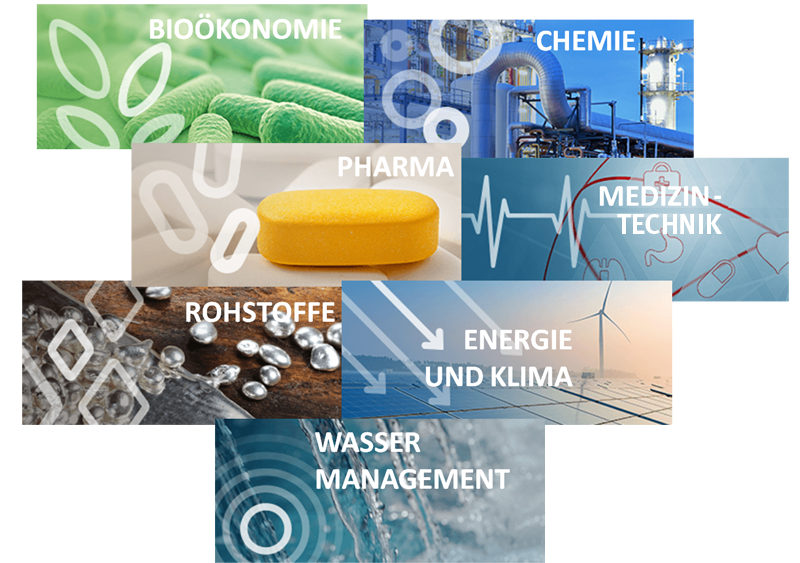 BIOÖKONOMIE
CHEMIE
PHARMA
MEDIZIN-
TECHNIK
ROHSTOFFE
ENERGIE
UND KLIMA
WASSER
MANAGEMENT